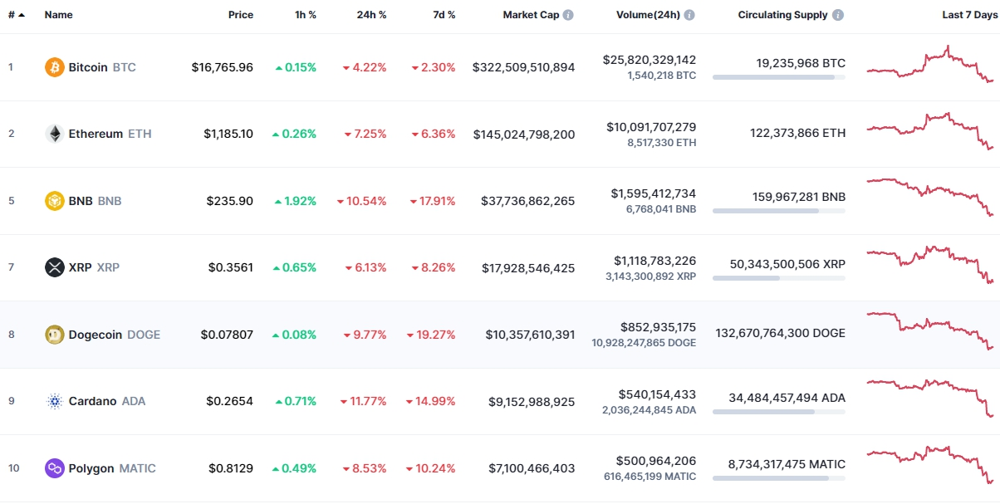 # Name Price 1h % 24h % 7d % Market Cap Volume(24h) Circulating Supply Last 7 Days
1 Bitcoin BTC $16,765.96 0.15% 4.22% 2.30% $322,509,510,894 $25,820,329,142 19,235,968 BTC
1,540,218 BTC
2 Ethereum ETH $1,185.10 0.26% 7.25% 6.36% $145,024,798,200 $10,091,707,279 122,373,866 ETH
8,517,330 ETH
5 BNB BNB $235.90 1.92% 10.54% 17.91% $37,736,862,265 $1,595,412,734 159,967,281 BNB
6,768,041 BNB
7 XRP XRP $0.3561 0.65% 6.13% 8.26% $17,928,546,425 $1,118,783,226 50,343,500,506 XRP
3,143,300,892 XRP
8 Dogecoin DOGE $0.07807 0.08% 9.77% 19.27% $10,357,610,391 $852,935,175 132,670,764,300 DOGE
10,928,247,865 DOGE
9 Cardano ADA $0.2654 0.71% 11.77% 14.99% $9,152,988,925 $540,154,433 34,484,457,494 ADA
2,036,244,845 ADA
10 Polygon MATIC $0.8129 0.49% 8.53% 10.24% $7,100,466,403 $500,964,206 8,734,317,475 MATIC
616,465,199 MATIC